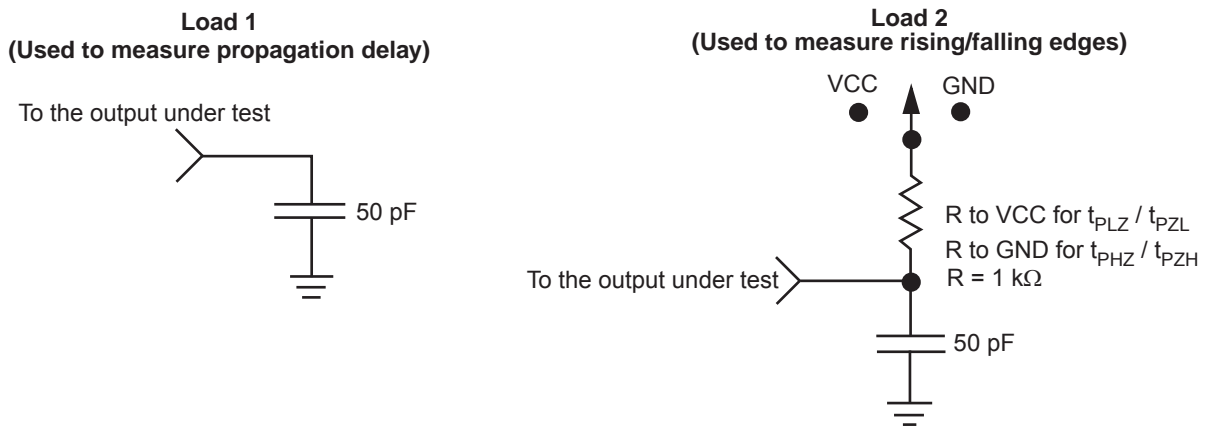 Load 1
(Used to measure propagation delay)
To the output under test
50 pF
Load 2
(Used to measure rising/falling edges)
VCC
GND
R to VCC for tPLZ / tPZL
R to GND for tPHZ / tPZH
R = 1 kΩ
To the output under test
50 pF